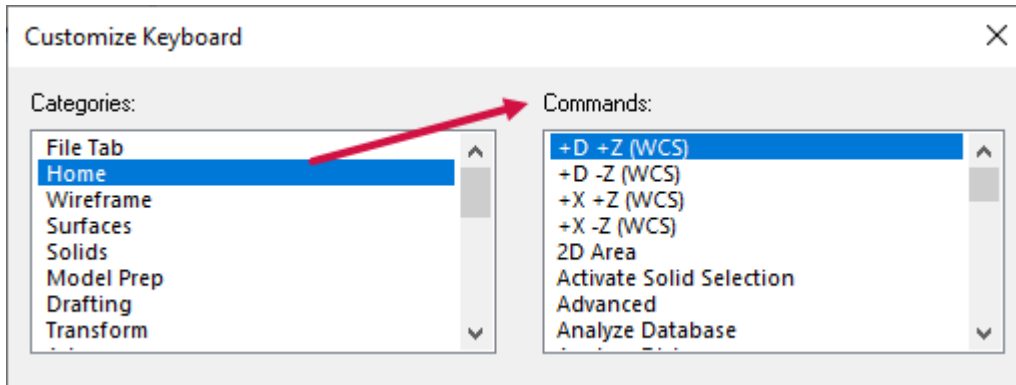 Customize Keyboard
Categories:
File Tab
Home
Wireframe
Surfaces
Solids
Model Prep
Drafting
Transform
Commands:
+D +Z (WCS)
+D -Z (WCS)
+X +Z (WCS)
+X -Z (WCS)
2D Area
Activate Solid Selection
Advanced
Analyze Database